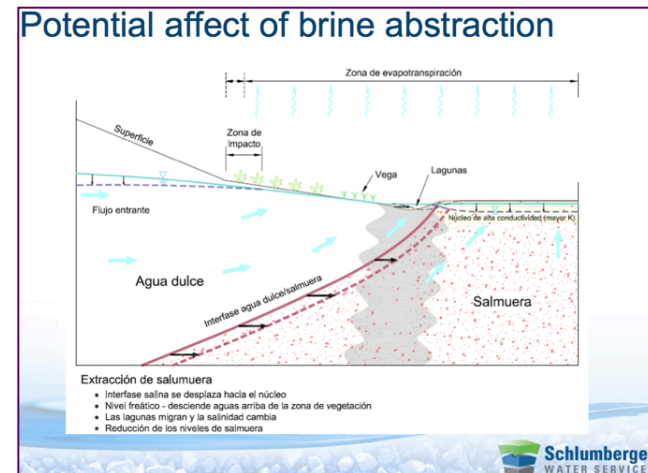 Potential affect of brine abstraction
Zona de evapotranspiración
Superficie
Zona de
impacto
Vega
Lagunas
Flujo entrante
Núcleo de alta conductividad (mayor K)
Agua dulce
Interfase agua dulce/salmuera
Salmuera
Extracción de salumuera
• Interfase salina se desplaza hacia el núcleo
• Nivel freático - desciende aguas arriba de la zona de vegetación
• Las lagunas migran y la salinidad cambia
• Reducción de los niveles de salmuera
Schlumberge
WATER SERVICE